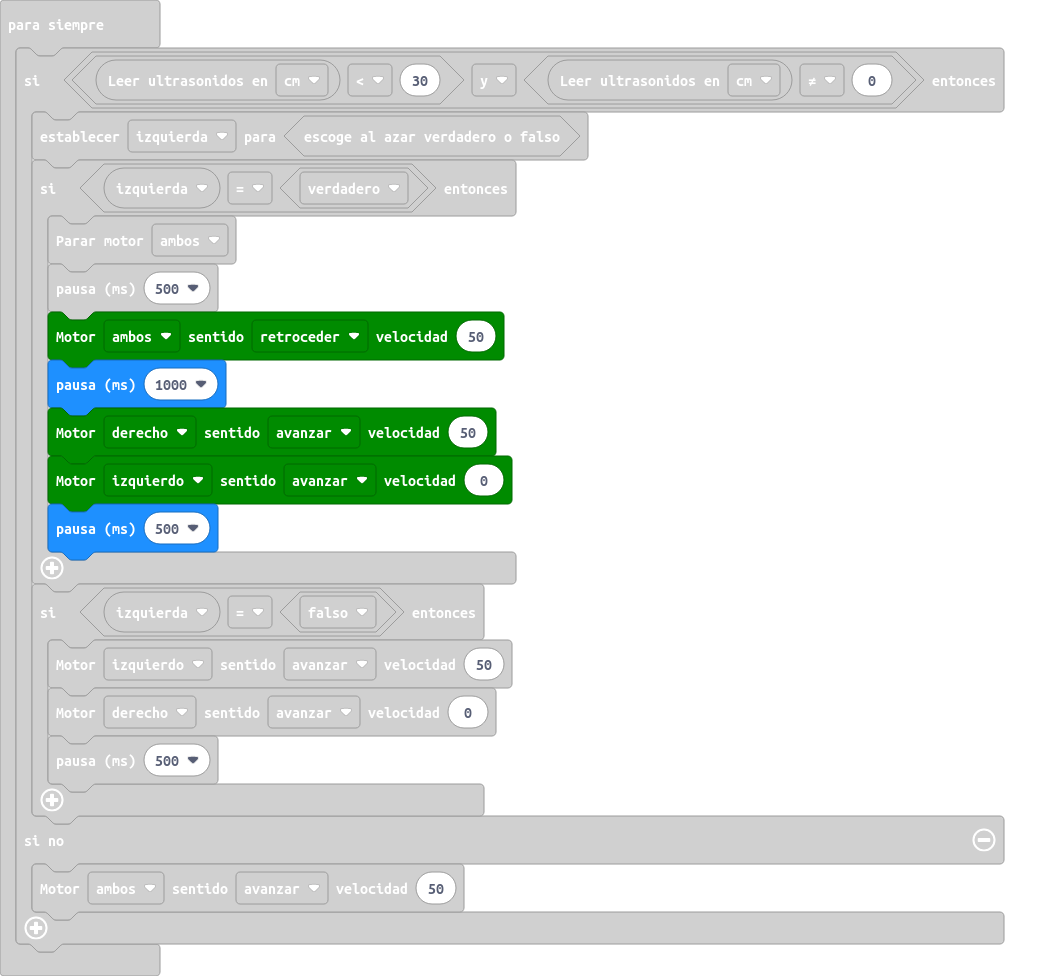 para siempre
si Leer ultrasonidos en cm < 30 y Leer ultrasonidos en cm ≠ 0 entonces
establecer izquierda para escoge al azar verdadero o falso
si izquierda = verdadero entonces
Parar motor ambos
pausa (ms) 500
Motor ambos sentido retroceder velocidad 50
pausa (ms) 1000
Motor derecho sentido avanzar velocidad 50
Motor izquierdo sentido avanzar velocidad 0
pausa (ms) 500
si izquierda = falso entonces
Motor izquierdo sentido avanzar velocidad 50
Motor derecho sentido avanzar velocidad 0
pausa (ms) 500
si no
Motor ambos sentido avanzar velocidad 50